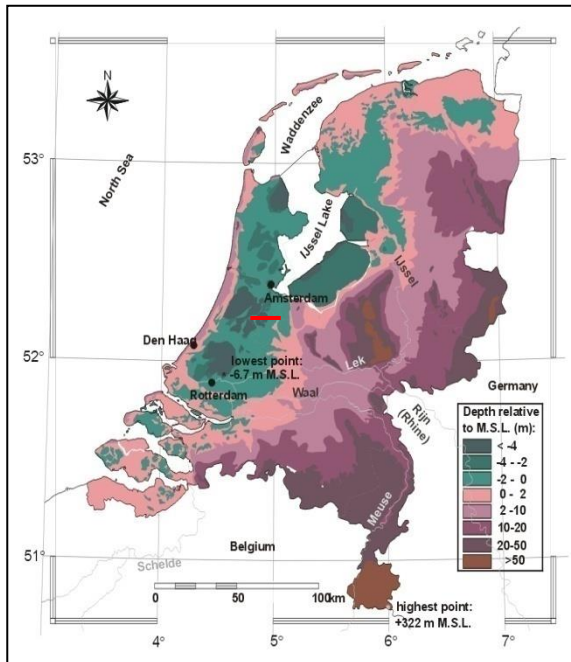 N
Waddenzee
North Sea
53°
IJssel Lake
IJssel
Amsterdam
Den Haag
52°
lowest point:
-6.7 m M.S.L.
Lek
Rotterdam
Waal
Germany
Rijn
(Rhine)
Depth relative
to M.S.L. (m):
< -4
-4 - -2
-2 - 0
0 - 2
2 -10
10-20
20-50
>50
Meuse
51°
Belgium
Schelde
0
50
100km
highest point:
+322 m M.S.L.
4°
5°
6°
7°